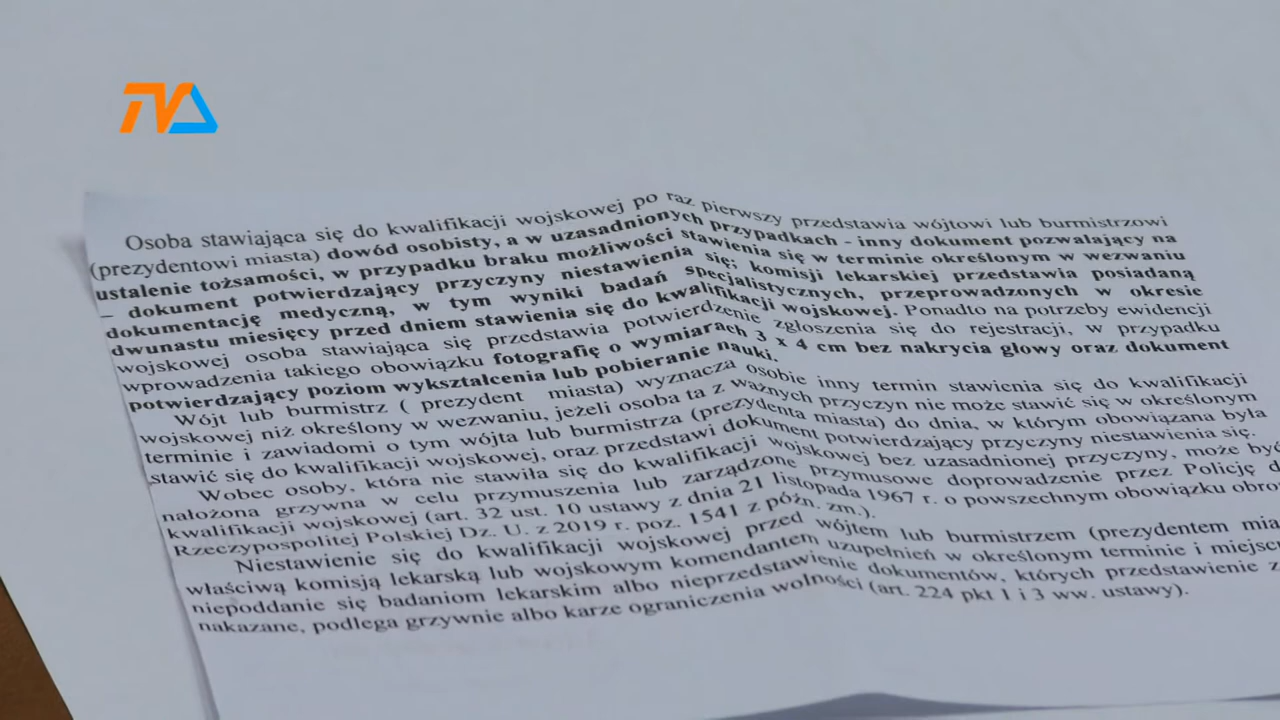 TVA
Osoba stawiająca się do kwalifikacji wojskowej po raz pierwszy przedstawia wójtowi lub burmistrzowi
(prezydentowi miasta) dowód osobisty, a w uzasadnionych przypadkach - inny dokument pozwalający na
ustalenie tożsamości, w przypadku braku możliwości stawienia się w terminie określonym w wezwaniu
– dokument potwierdzający przyczyny niestawienia się; komisji lekarskiej przedstawia posiadaną
dokumentację medyczną, w tym wyniki badań specjalistycznych, przeprowadzonych w okresie
dwunastu miesięcy przed dniem stawienia się do kwalifikacji wojskowej. Ponadto na potrzeby ewidencji
wojskowej osoba stawiająca się przedstawia potwierdzenie zgłoszenia się do rejestracji, w przypadku
wprowadzenia takiego obowiązku fotografię o wymiarach 3 x 4 cm bez nakrycia głowy oraz dokument
potwierdzający poziom wykształcenia lub pobieranie nauki.
Wójt lub burmistrz ( prezydent miasta) wyznacza osobie inny termin stawienia się do kwalifikacji
wojskowej niż określony w wezwaniu, jeżeli osoba ta z ważnych przyczyn nie może stawić się w określonym
terminie i zawiadomi o tym wójta lub burmistrza (prezydenta miasta) do dnia, w którym obowiązana była
stawić się do kwalifikacji wojskowej, oraz przedstawi dokument potwierdzający przyczyny niestawienia się.
Wobec osoby, która nie stawiła się do kwalifikacji wojskowej bez uzasadnionej przyczyny, może być
nałożona grzywna w celu przymuszenia lub zarządzone przymusowe doprowadzenie przez Policję d
kwalifikacji wojskowej (art. 32 ust. 10 ustawy z dnia 21 listopada 1967 r. o powszechnym obowiązku obro
Rzeczypospolitej Polskiej Dz. U. z 2019 r. poz. 1541 z późn. zm.).
Niestawienie się do kwalifikacji wojskowej przed wójtem lub burmistrzem (prezydentem mia
właściwą komisją lekarską lub wojskowym komendantem uzupełnień w określonym terminie i miejscu
niepoddanie się badaniom lekarskim albo nieprzedstawienie dokumentów, których przedstawienie z
nakazane, podlega grzywnie albo karze ograniczenia wolności (art. 224 pkt 1 i 3 ww. ustawy).